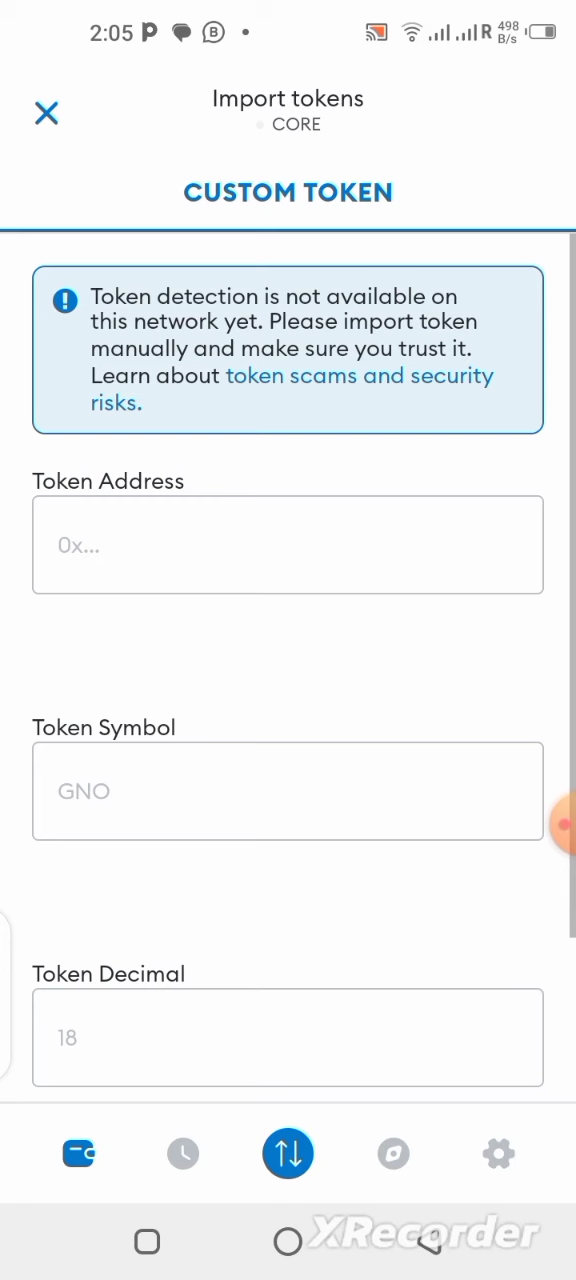 2:05
R 498 B/s
Import tokens
CORE
CUSTOM TOKEN
Token detection is not available on
this network yet. Please import token
manually and make sure you trust it.
Learn about token scams and security
risks.
Token Address
0x...
Token Symbol
GNO
Token Decimal
18
XRecorder